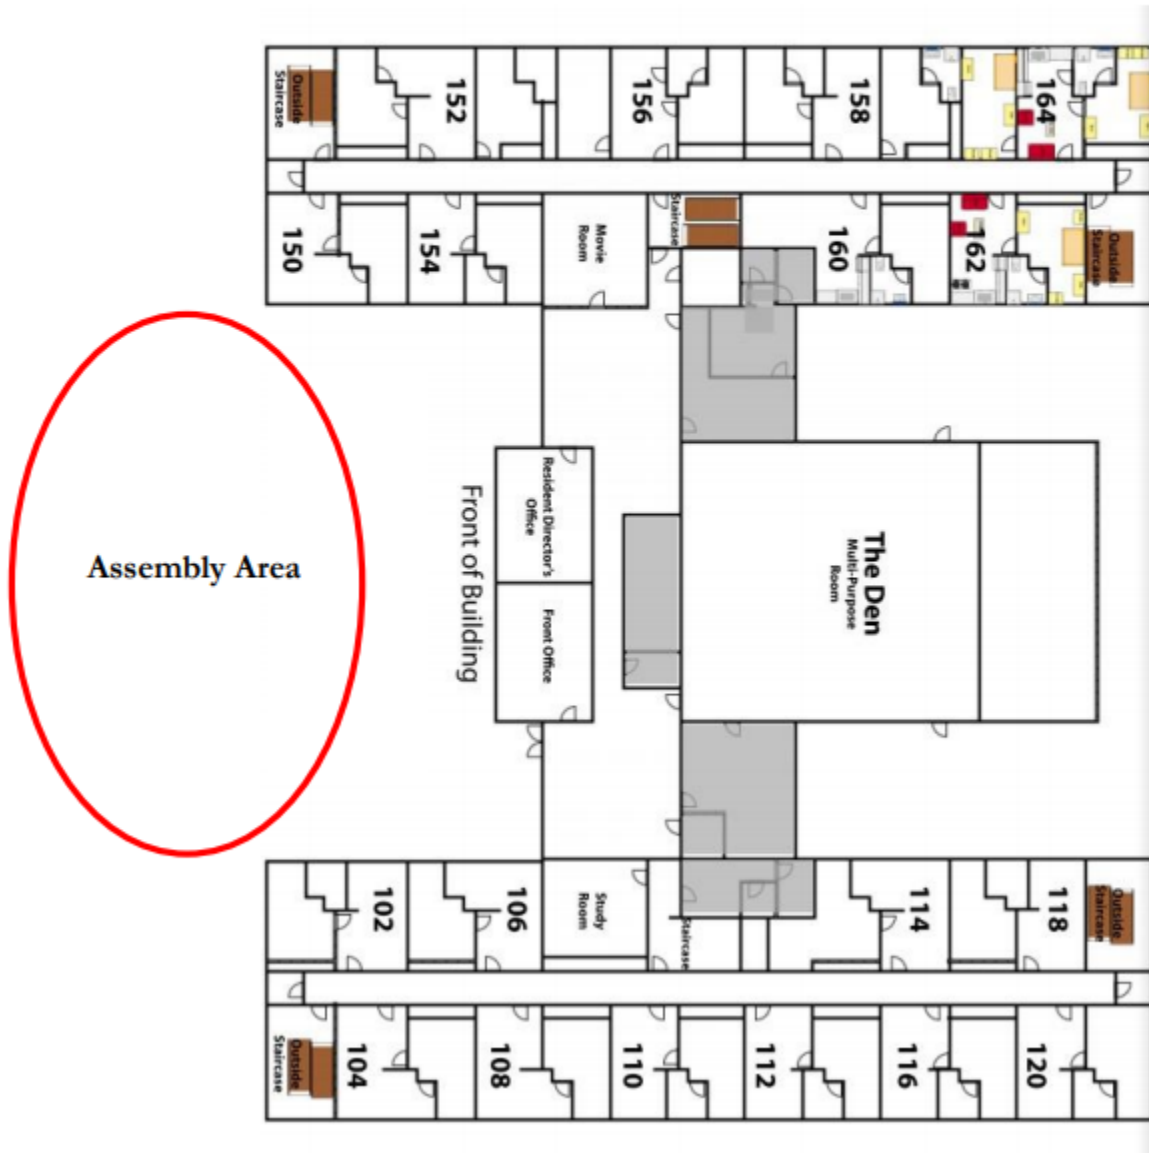 Outside
Staircase
152
156
158
164
150
154
Movie
Room
Staircase
160
162
Outside
Staircase
Assembly Area
Front of Building
Resident Director's
Office
Front Office
The Den
Multi-Purpose
Room
102
106
Study
Room
Staircase
114
118
Outside
Staircase
Outside
Staircase
104
108
110
112
116
120